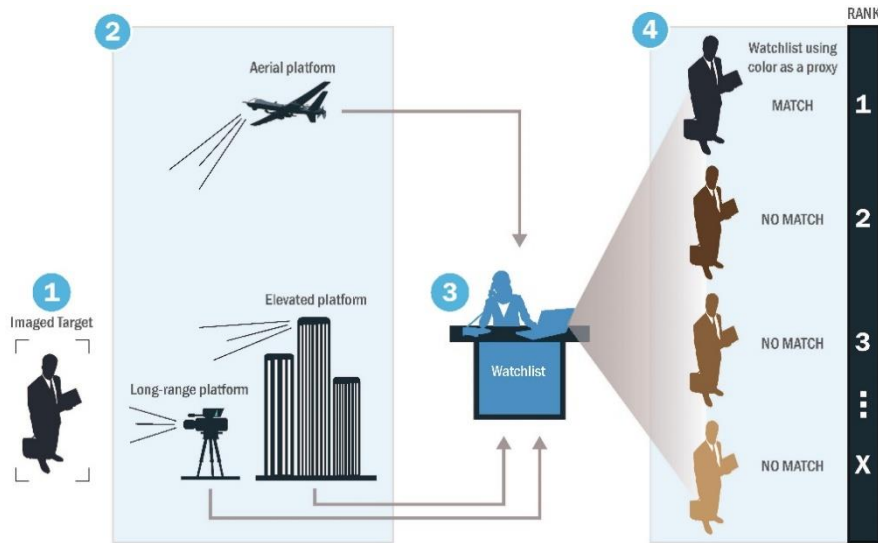 1
Imaged Target
2
Aerial platform
Elevated platform
Long-range platform
3
Watchlist
4
Watchlist using
color as a proxy
RANK
MATCH
1
NO MATCH
2
NO MATCH
3
⋮
NO MATCH
X